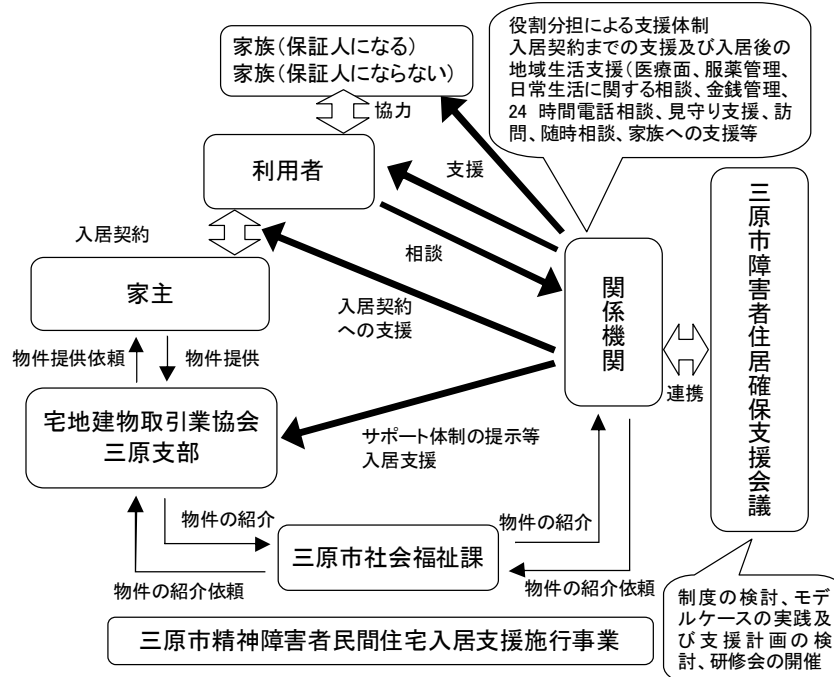 家族（保証人になる）
家族（保証人にならない）
協力
利用者
入居契約
家主
物件提供依頼
物件提供
宅地建物取引業協会
三原支部
支援
相談
入居契約
への支援
サポート体制の提示等
入居支援
物件の紹介
物件の紹介依頼
三原市社会福祉課
物件の紹介
物件の紹介依頼
役割分担による支援体制
入居契約までの支援及び入居後の
地域生活支援（医療面、服薬管理、
日常生活に関する相談、金銭管理、
24 時間電話相談、見守り支援、訪
問、随時相談、家族への支援等
関係機関
連携
三原市障害者住居確保支援会議
制度の検討、モデ
ルケースの実践及
び支援計画の検
討、研修会の開催
三原市精神障害者民間住宅入居支援施行事業